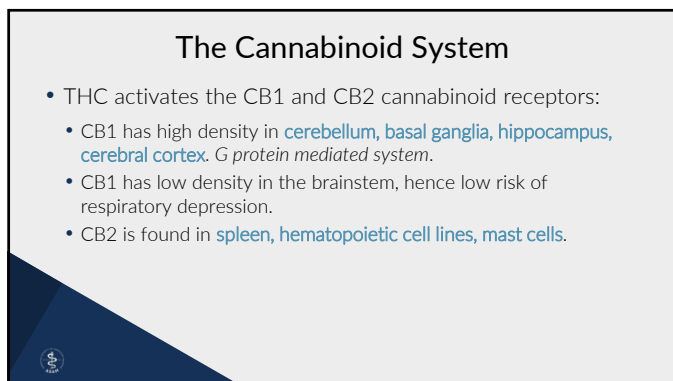 The Cannabinoid System
• THC activates the CB1 and CB2 cannabinoid receptors:
• CB1 has high density in cerebellum, basal ganglia, hippocampus,
cerebral cortex. G protein mediated system.
• CB1 has low density in the brainstem, hence low risk of
respiratory depression.
• CB2 is found in spleen, hematopoietic cell lines, mast cells.
ASAM